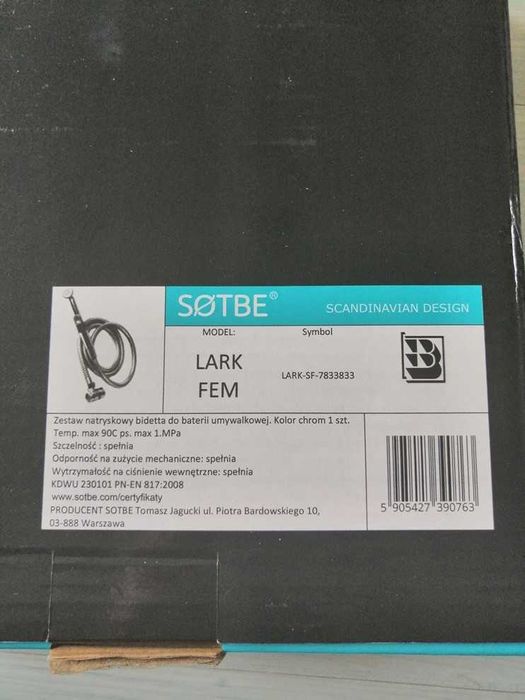 SØTBE®
SCANDINAVIAN DESIGN
MODEL:
LARK
FEM
Symbol
LARK-SF-7833833
B
Zestaw natryskowy bidetta do baterii umywalkowej. Kolor chrom 1 szt.
Temp. max 90C ps. max 1.MPa
Szczelność : spełnia
Odporność na zużycie mechaniczne: spełnia
Wytrzymałość na ciśnienie wewnętrzne: spełnia
KDWU 230101 PN-EN 817:2008
www.sotbe.com/certyfikaty
PRODUCENT SOTBE Tomasz Jagucki ul. Piotra Bardowskiego 10,
03-888 Warszawa
5 905427 390763